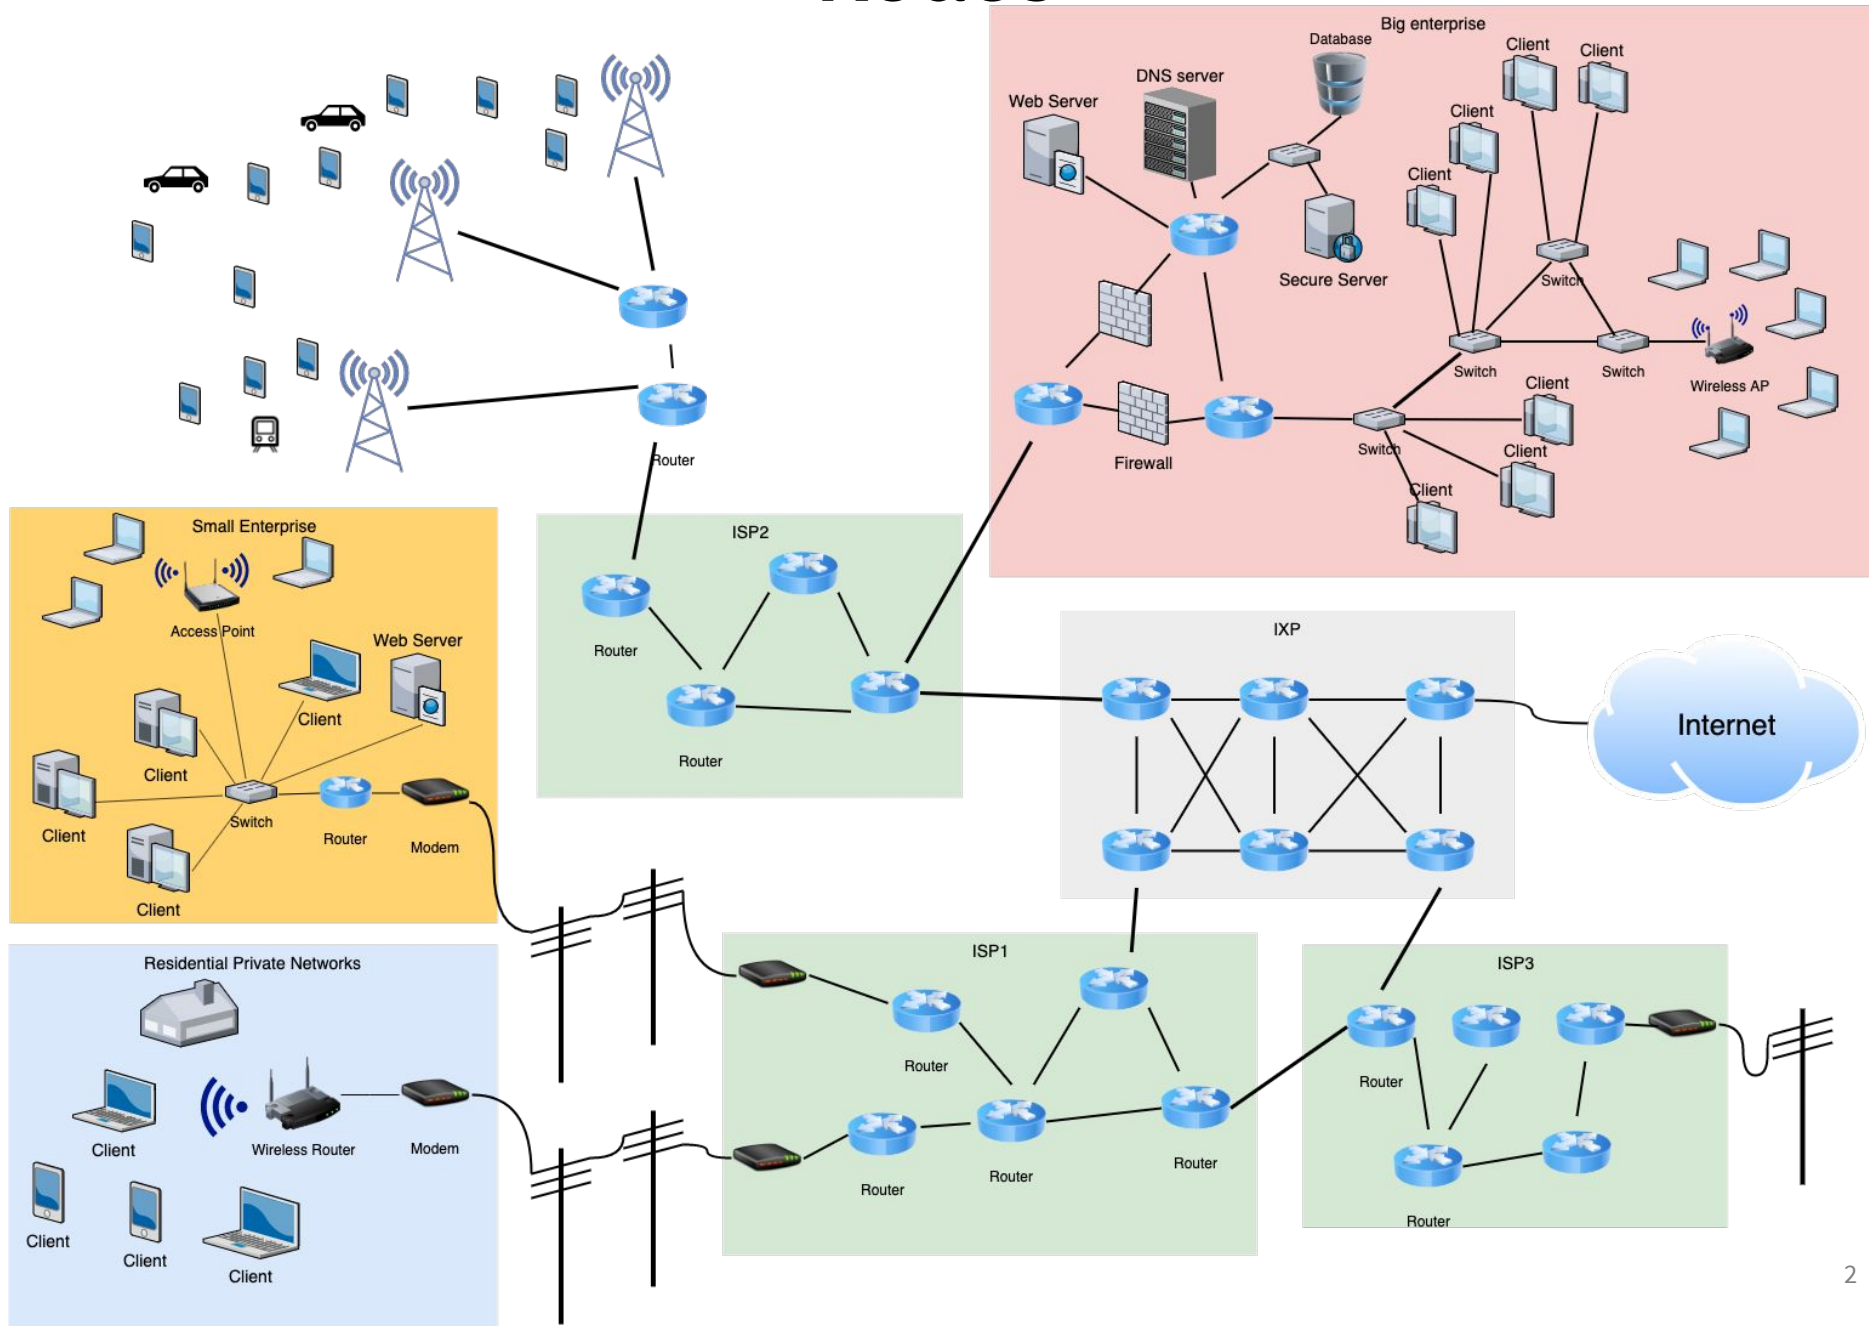 Big enterprise
Database
Client
Client
DNS server
Web Server
Client
Client
Secure Server
Switch
Switch
Switch
Wireless AP
Client
Switch
Client
Firewall
Client
Router
Small Enterprise
Access Point
Web Server
Client
Client
Client
Switch
Router
Modem
Client
ISP2
Router
Router
IXP
Internet
Residential Private Networks
Client
Wireless Router
Modem
Client
Client
Client
ISP1
Router
Router
Router
Router
ISP3
Router
Router
2